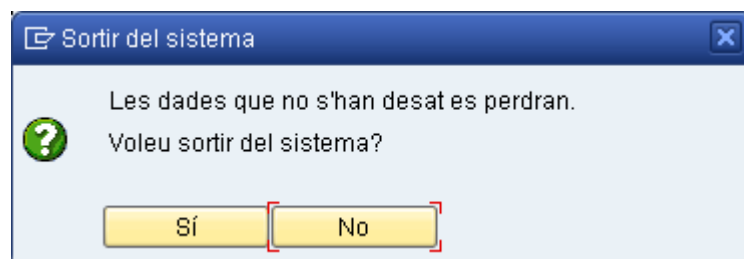 Sortir del sistema
Les dades que no s'han desat es perdran.
Voleu sortir del sistema?
Sí
No